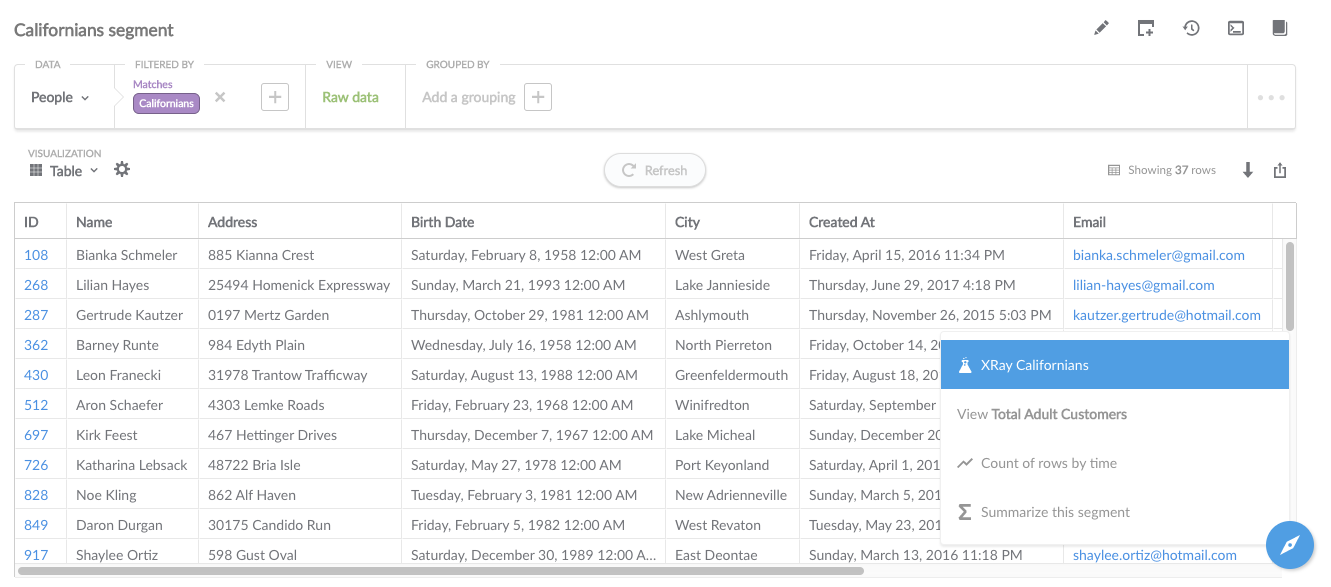 Californians segment
DATA FILTERED BY VIEW GROUPED BY
People Matches Californians Raw data Add a grouping
VISUALIZATION
Table Refresh Showing 37 rows
ID Name Address Birth Date City Created At Email
108 Bianka Schmeler 885 Kianna Crest Saturday, February 8, 1958 12:00 AM West Greta Friday, April 15, 2016 11:34 PM bianka.schmeler@gmail.com
268 Lilian Hayes 25494 Homenick Expressway Sunday, March 21, 1993 12:00 AM Lake Jannieside Thursday, June 29, 2017 4:18 PM lilian-hayes@gmail.com
287 Gertrude Kautzer 0197 Mertz Garden Thursday, October 29, 1981 12:00 AM Ashlymouth Thursday, November 26, 2015 5:03 PM kautzer.gertrude@hotmail.com
362 Barney Runte 984 Edyth Plain Wednesday, July 16, 1958 12:00 AM North Pierreton Friday, October 14, 20
XRay Californians
430 Leon Franecki 31978 Trantow Trafficway Saturday, August 13, 1988 12:00 AM Greenfeldermouth Friday, August 18, 20
512 Aron Schaefer 4303 Lemke Roads Friday, February 23, 1968 12:00 AM Winifredton Saturday, September
View Total Adult Customers
697 Kirk Feest 467 Hettinger Drives Thursday, December 7, 1967 12:00 AM Lake Micheal Sunday, December 20
726 Katharina Lebsack 48722 Bria Isle Saturday, May 27, 1978 12:00 AM Port Keyonland Saturday, April 1, 201
Count of rows by time
828 Noe Kling 862 Alf Haven Tuesday, February 3, 1981 12:00 AM New Adrienneville Sunday, March 5, 201
849 Daron Durgan 30175 Candido Run Friday, February 5, 1982 12:00 AM West Revaton Tuesday, May 23, 201
Summarize this segment
917 Shaylee Ortiz 598 Gust Oval Saturday, December 30, 1989 12:00 A... East Deontae Sunday, March 13, 2016 11:18 PM shaylee.ortiz@hotmail.com